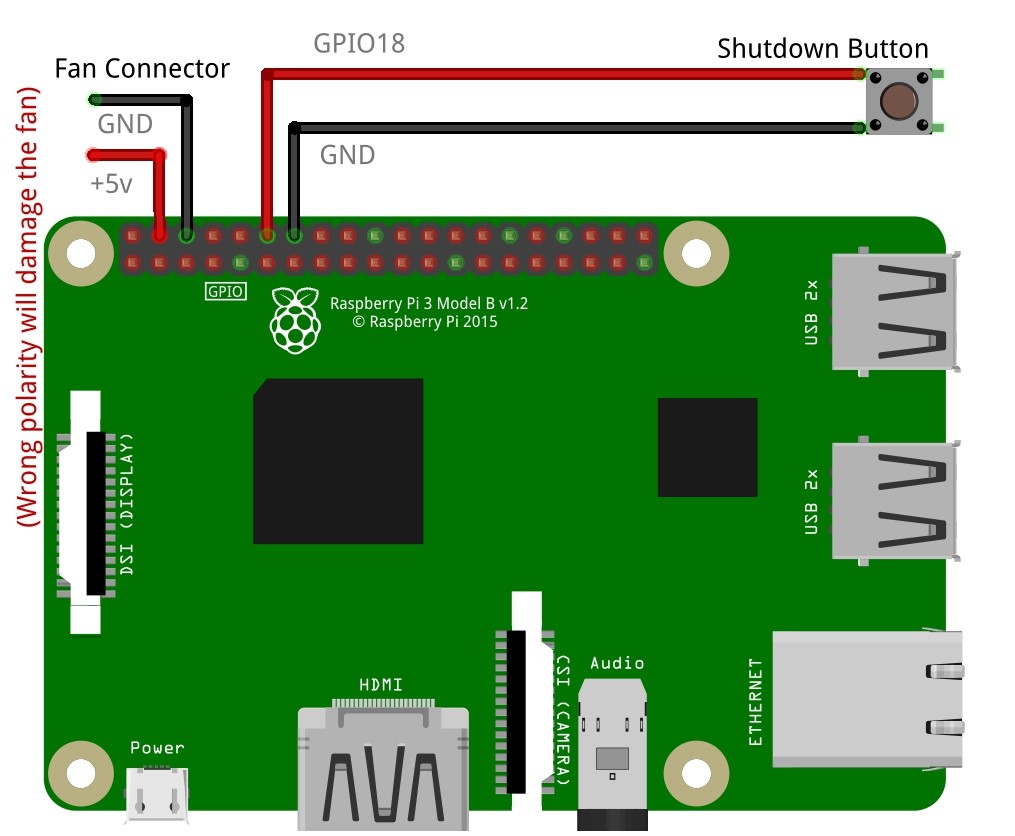 GPIO18
Shutdown Button
Fan Connector
GND
GND
+5v
(Wrong polarity will damage the fan)
GPIO
Raspberry Pi 3 Model B v1.2
© Raspberry Pi 2015
USB 2x
DSI (DISPLAY)
USB 2x
HDMI
CSI (CAMERA)
Audio
ETHERNET
Power